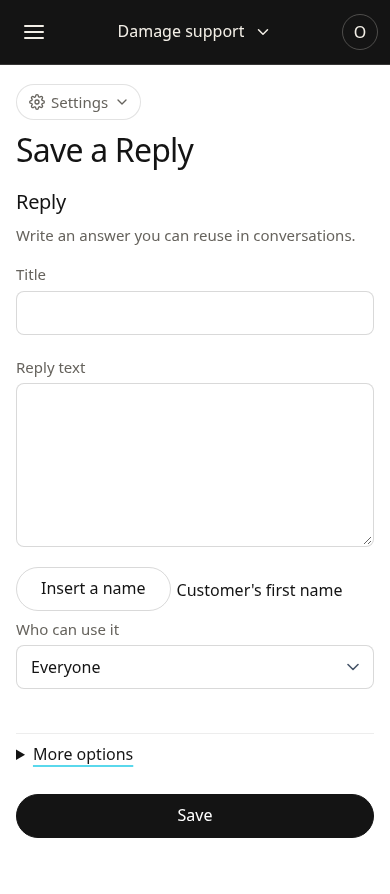 Damage support
O
Settings
Save a Reply
Reply
Write an answer you can reuse in conversations.
Title
Reply text
Insert a name
Customer's first name
Who can use it
Everyone
More options
Save